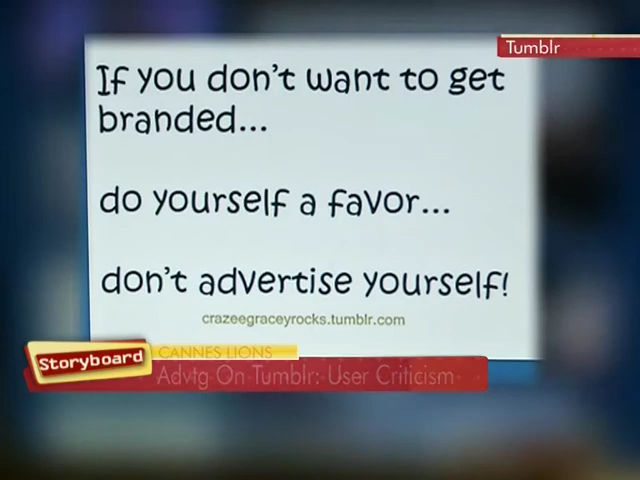 Tumblr
If you don't want to get
branded...
do yourself a favor...
don't advertise yourself!
crazeegraceyrocks.tumblr.com
Storyboard
CANNES LIONS
Advtg On Tumblr: User Criticism